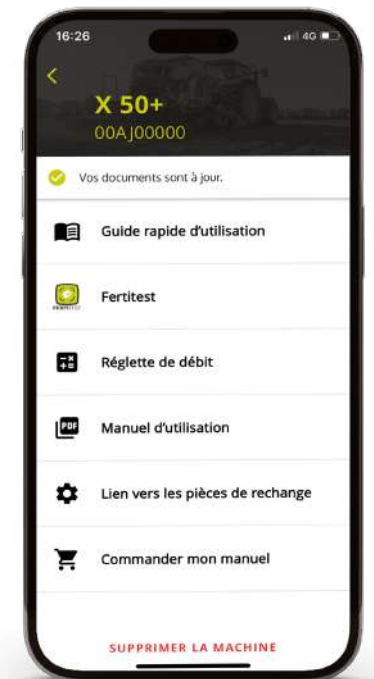 16:26
4G
X 50+
00AJ00000
Vos documents sont à jour.
Guide rapide d'utilisation
Fertitest
Réglette de débit
PDF
Manuel d'utilisation
Lien vers les pièces de rechange
Commander mon manuel
SUPPRIMER LA MACHINE